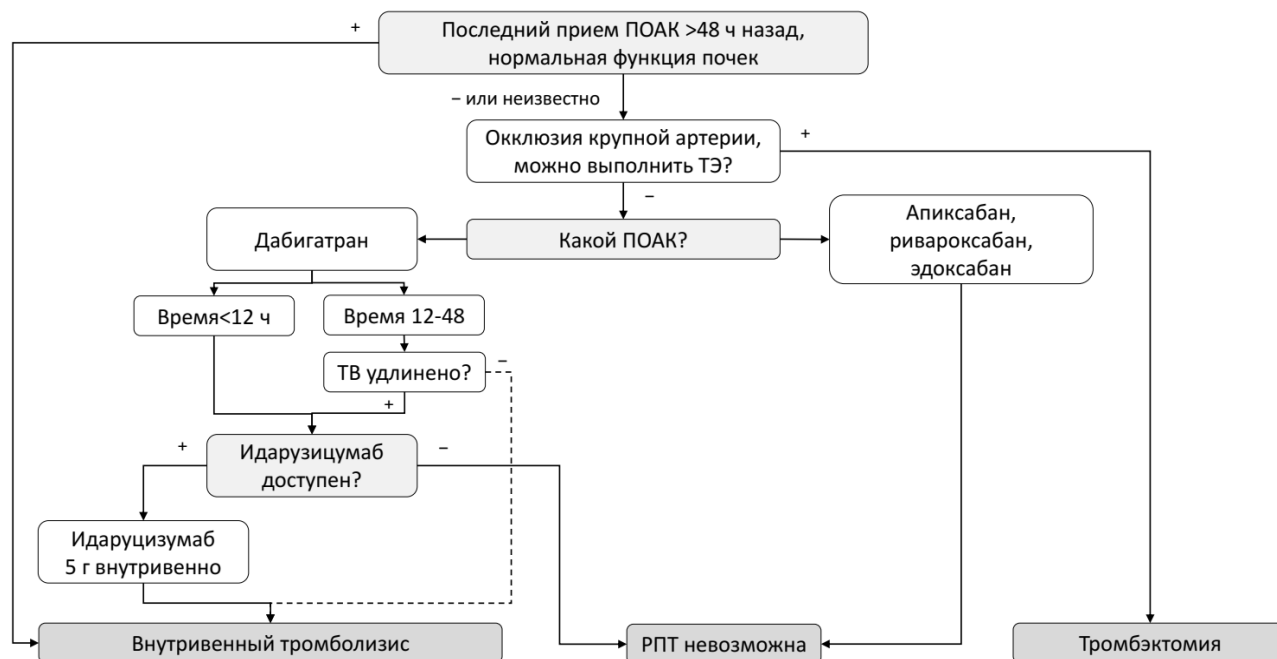 +
Последний прием ПОАК >48 ч назад,
нормальная функция почек
− или неизвестно
Окклюзия крупной артерии,
можно выполнить ТЭ?
+
−
Дабигатран
Какой ПОАК?
Апиксабан,
ривароксабан,
эдоксабан
Время<12 ч
Время 12-48
ТВ удлинено?
−
+
+
Идарузицумаб
доступен?
−
Идаруцизумаб
5 г внутривенно
Внутривенный тромболизис
РПТ невозможна
Тромбэктомия